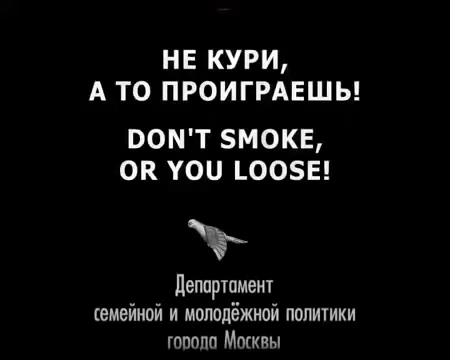 НЕ КУРИ,
А ТО ПРОИГРАЕШЬ!
DON'T SMOKE,
OR YOU LOOSE!
Департамент
семейной и молодёжной политики
города Москвы